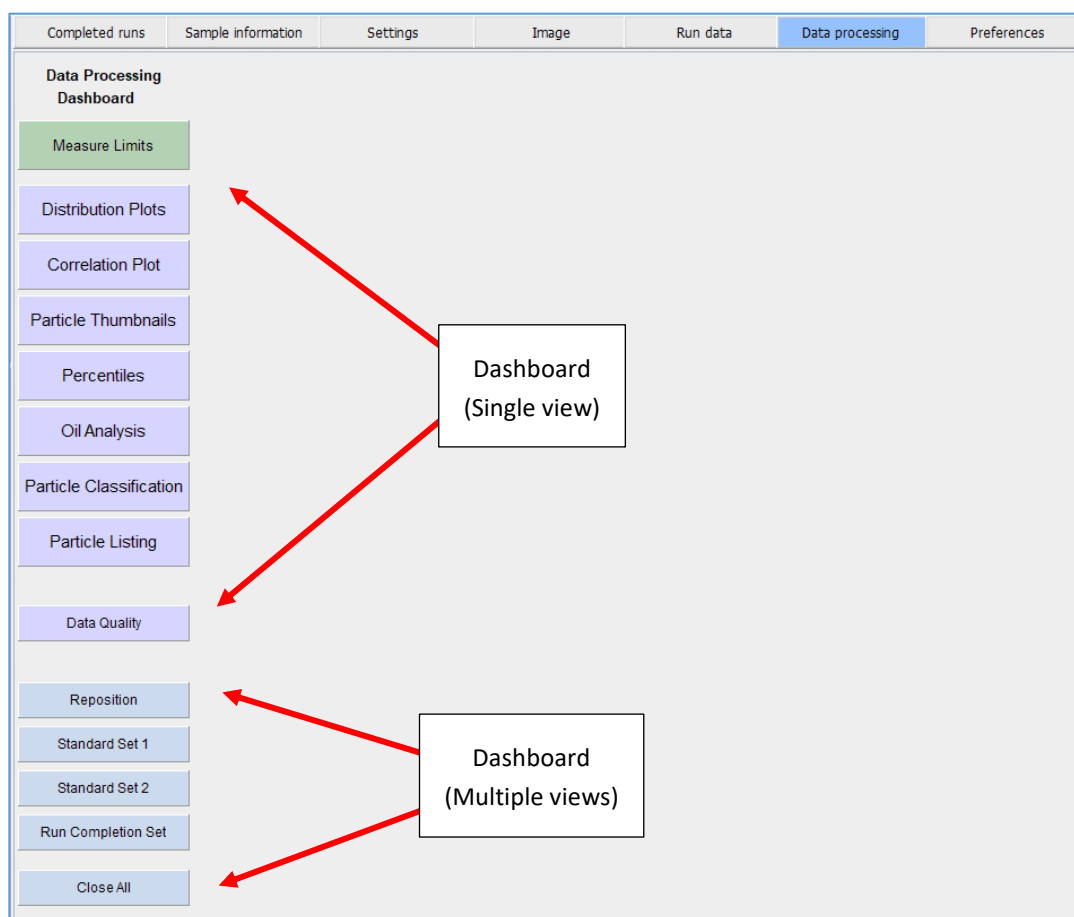 Completed runs
Sample information
Settings
Image
Run data
Data processing
Preferences
Data Processing
Dashboard
Measure Limits
Distribution Plots
Correlation Plot
Particle Thumbnails
Percentiles
Oil Analysis
Particle Classification
Particle Listing
Data Quality
Dashboard
(Single view)
Reposition
Standard Set 1
Standard Set 2
Run Completion Set
Close All
Dashboard
(Multiple views)